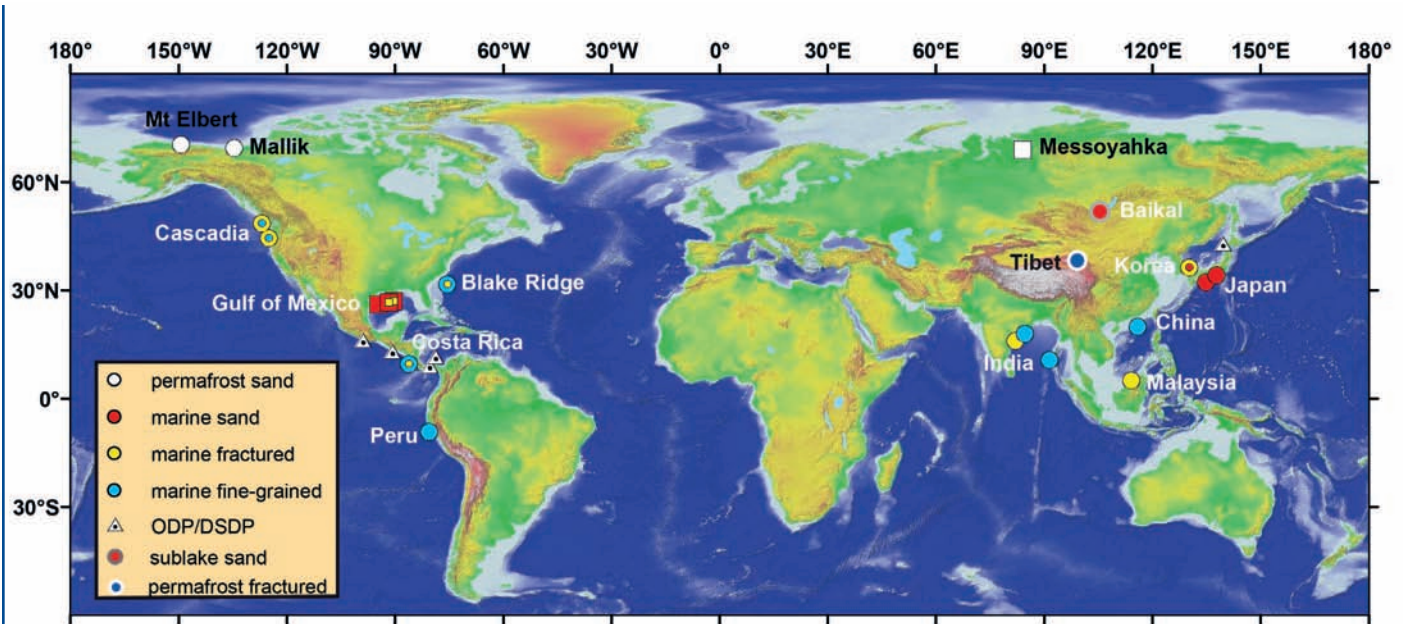 180° 150°W 120°W 90°W 60°W 30°W 0° 30°E 60°E 90°E 120°E 150°E 180°
Mt Elbert
Mallik
Messoyahka
60°N
Baikal
Cascadia
Tibet
Korea
Blake Ridge
30°N
Gulf of Mexico
Japan
China
Costa Rica
India
Malaysia
0°
Peru
30°S
permafrost sand
marine sand
marine fractured
marine fine-grained
ODP/DSDP
sublake sand
permafrost fractured